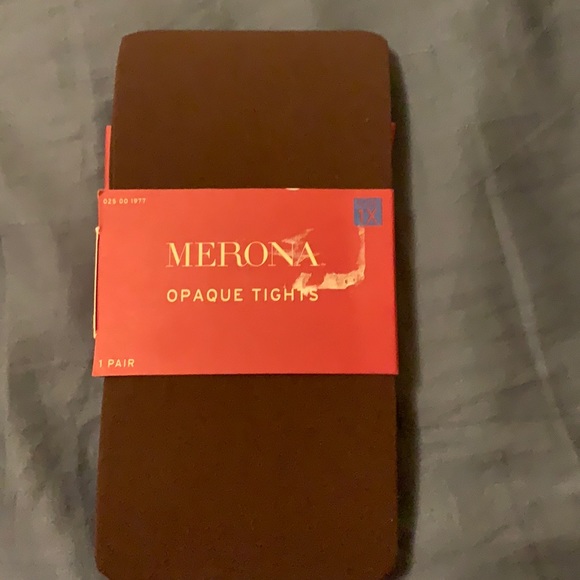 025 00 1977
1X
MERONA
OPAQUE TIGHTS
1 PAIR